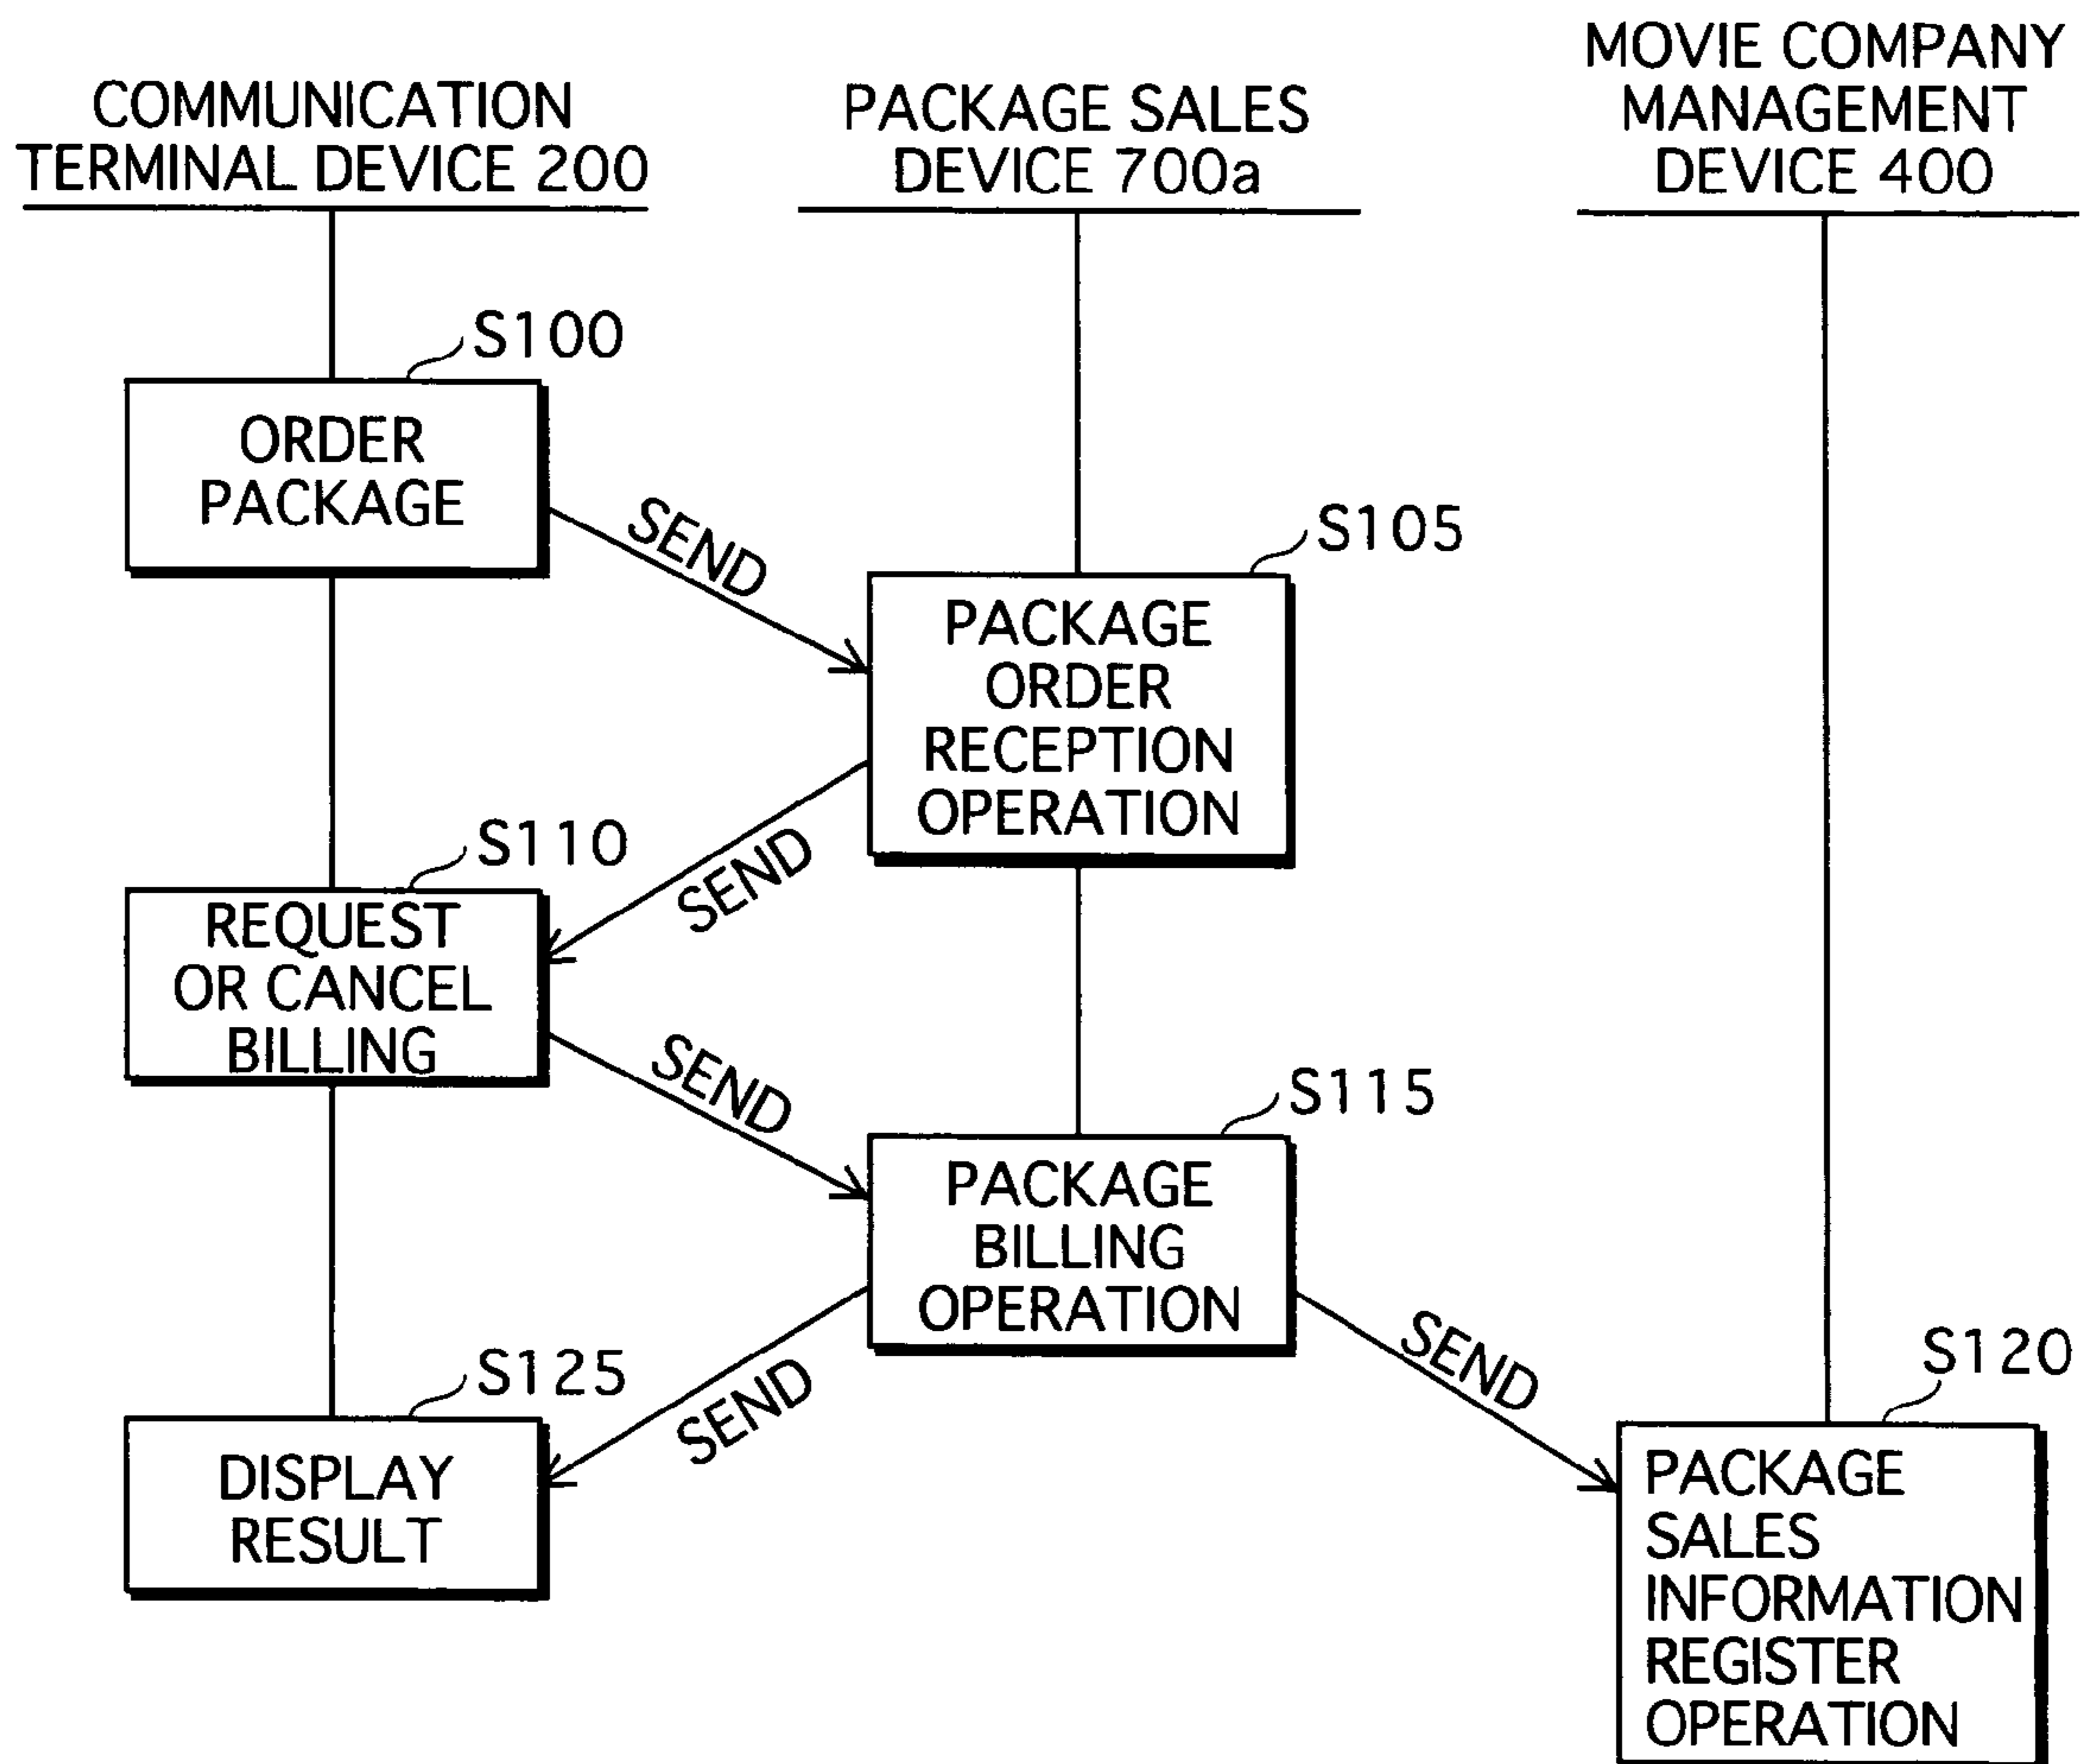 COMMUNICATION
TERMINAL DEVICE 200
PACKAGE SALES
DEVICE 700a
MOVIE COMPANY
MANAGEMENT
DEVICE 400
S100
ORDER
PACKAGE
SEND
S105
PACKAGE
ORDER
RECEPTION
OPERATION
SEND
S110
REQUEST
OR CANCEL
BILLING
SEND
S115
PACKAGE
BILLING
OPERATION
SEND
SEND
S125
DISPLAY
RESULT
S120
PACKAGE
SALES
INFORMATION
REGISTER
OPERATION